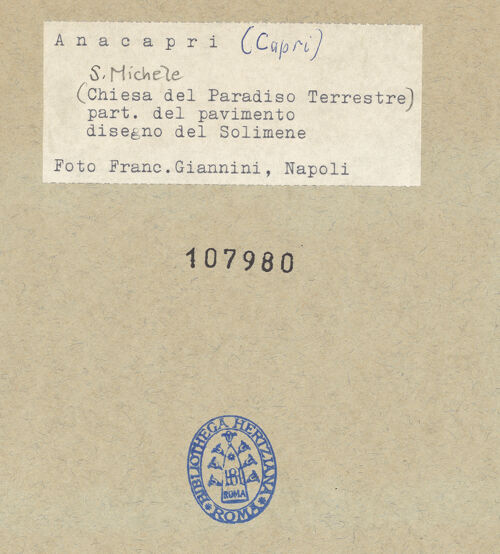 Anacapri (Capri)
S. Michele
(Chiesa del Paradiso Terrestre)
part. del pavimento
disegno del Solimene
Foto Franc. Giannini, Napoli
107980
BIBLIOTHECA HERTZIANA
ROMA
ROMA